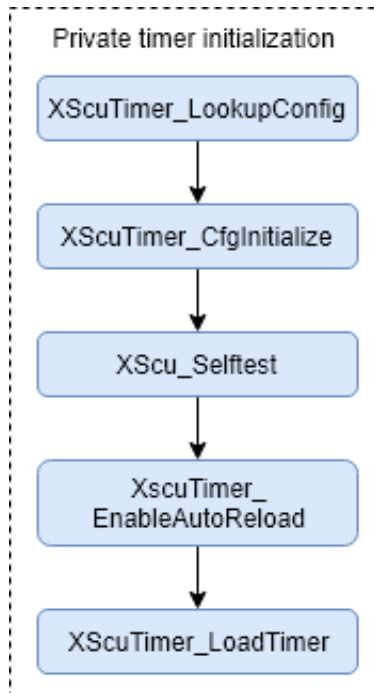 Private timer initialization
XScuTimer_LookupConfig
XScuTimer_CfgInitialize
XScu_Selftest
XscuTimer_
EnableAutoReload
XScuTimer_LoadTimer